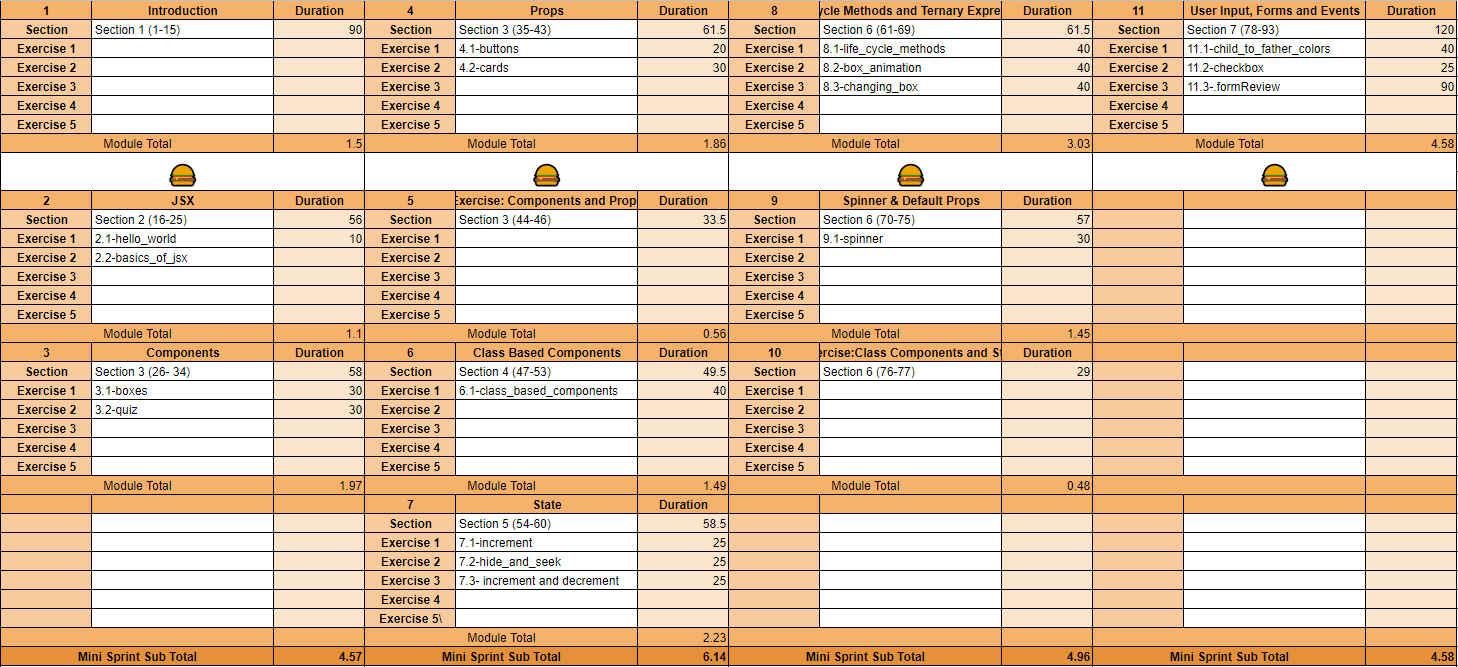 1 Introduction Duration 4 Props Duration 8 ycle Methods and Ternary Expre Duration 11 User Input, Forms and Events Duration
Section Section 1 (1-15) 90 Section Section 3 (35-43) 61.5 Section Section 6 (61-69) 61.5 Section Section 7 (78-93) 120
Exercise 1 Exercise 1 4.1-buttons 20 Exercise 1 8.1-life_cycle_methods 40 Exercise 1 11.1-child_to_father_colors 40
Exercise 2 Exercise 2 4.2-cards 30 Exercise 2 8.2-box_animation 40 Exercise 2 11.2-checkbox 25
Exercise 3 Exercise 3 Exercise 3 8.3-changing_box 40 Exercise 3 11.3-.formReview 90
Exercise 4 Exercise 4 Exercise 4 Exercise 4
Exercise 5 Exercise 5 Exercise 5 Exercise 5
Module Total 1.5 Module Total 1.86 Module Total 3.03 Module Total 4.58
2 JSX Duration 5 Exercise: Components and Prop Duration 9 Spinner & Default Props Duration
Section Section 2 (16-25) 56 Section Section 3 (44-46) 33.5 Section Section 6 (70-75) 57
Exercise 1 2.1-hello_world 10 Exercise 1 Exercise 1 9.1-spinner 30
Exercise 2 2.2-basics_of_jsx Exercise 2 Exercise 2
Exercise 3 Exercise 3 Exercise 3
Exercise 4 Exercise 4 Exercise 4
Exercise 5 Exercise 5 Exercise 5
Module Total 1.1 Module Total 0.56 Module Total 1.45
3 Components Duration 6 Class Based Components Duration 10 ercise:Class Components and St Duration
Section Section 3 (26- 34) 58 Section Section 4 (47-53) 49.5 Section Section 6 (76-77) 29
Exercise 1 3.1-boxes 30 Exercise 1 6.1-class_based_components 40 Exercise 1
Exercise 2 3.2-quiz 30 Exercise 2 Exercise 2
Exercise 3 Exercise 3 Exercise 3
Exercise 4 Exercise 4 Exercise 4
Exercise 5 Exercise 5 Exercise 5
Module Total 1.97 Module Total 1.49 Module Total 0.48
7 State Duration
Section Section 5 (54-60) 58.5
Exercise 1 7.1-increment 25
Exercise 2 7.2-hide_and_seek 25
Exercise 3 7.3- increment and decrement 25
Exercise 4
Exercise 5\
Module Total 2.23
Mini Sprint Sub Total 4.57 Mini Sprint Sub Total 6.14 Mini Sprint Sub Total 4.96 Mini Sprint Sub Total 4.58